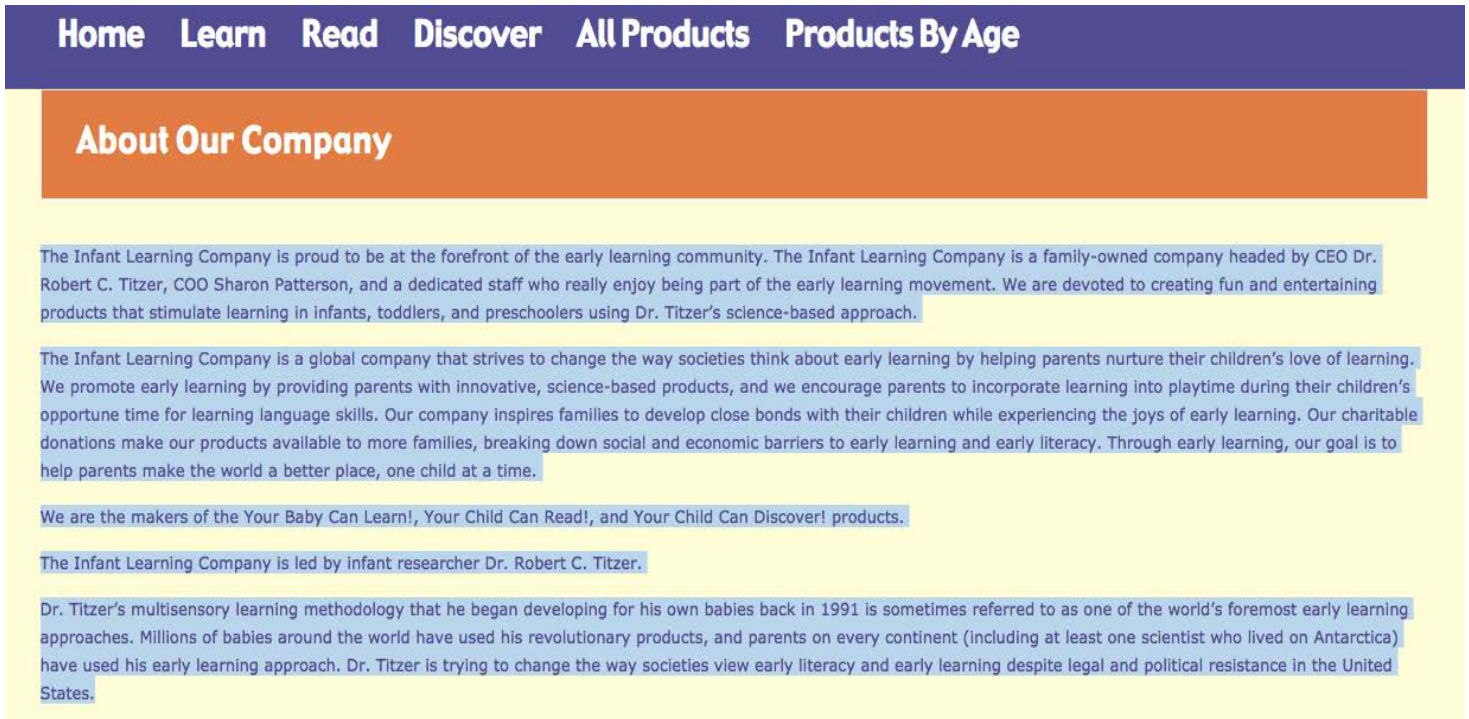 Home Learn Read Discover All Products Products By Age
About Our Company
The Infant Learning Company is proud to be at the forefront of the early learning community. The Infant Learning Company is a family-owned company headed by CEO Dr.
Robert C. Titzer, COO Sharon Patterson, and a dedicated staff who really enjoy being part of the early learning movement. We are devoted to creating fun and entertaining
products that stimulate learning in infants, toddlers, and preschoolers using Dr. Titzer’s science-based approach.
The Infant Learning Company is a global company that strives to change the way societies think about early learning by helping parents nurture their children’s love of learning.
We promote early learning by providing parents with innovative, science-based products, and we encourage parents to incorporate learning into playtime during their children’s
opportune time for learning language skills. Our company inspires families to develop close bonds with their children while experiencing the joys of early learning. Our charitable
donations make our products available to more families, breaking down social and economic barriers to early learning and early literacy. Through early learning, our goal is to
help parents make the world a better place, one child at a time.
We are the makers of the Your Baby Can Learn!, Your Child Can Read!, and Your Child Can Discover! products.
The Infant Learning Company is led by infant researcher Dr. Robert C. Titzer.
Dr. Titzer’s multisensory learning methodology that he began developing for his own babies back in 1991 is sometimes referred to as one of the world’s foremost early learning
approaches. Millions of babies around the world have used his revolutionary products, and parents on every continent (including at least one scientist who lived on Antarctica)
have used his early learning approach. Dr. Titzer is trying to change the way societies view early literacy and early learning despite legal and political resistance in the United
States.